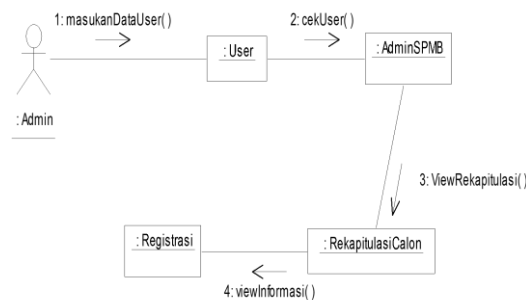 1: masukanDataUser( )
2: cekUser( )
: User
: AdminSPMB
: Admin
3: ViewRekapitulasi( )
: Registrasi
: RekapitulasiCalon
4: viewInformasi( )